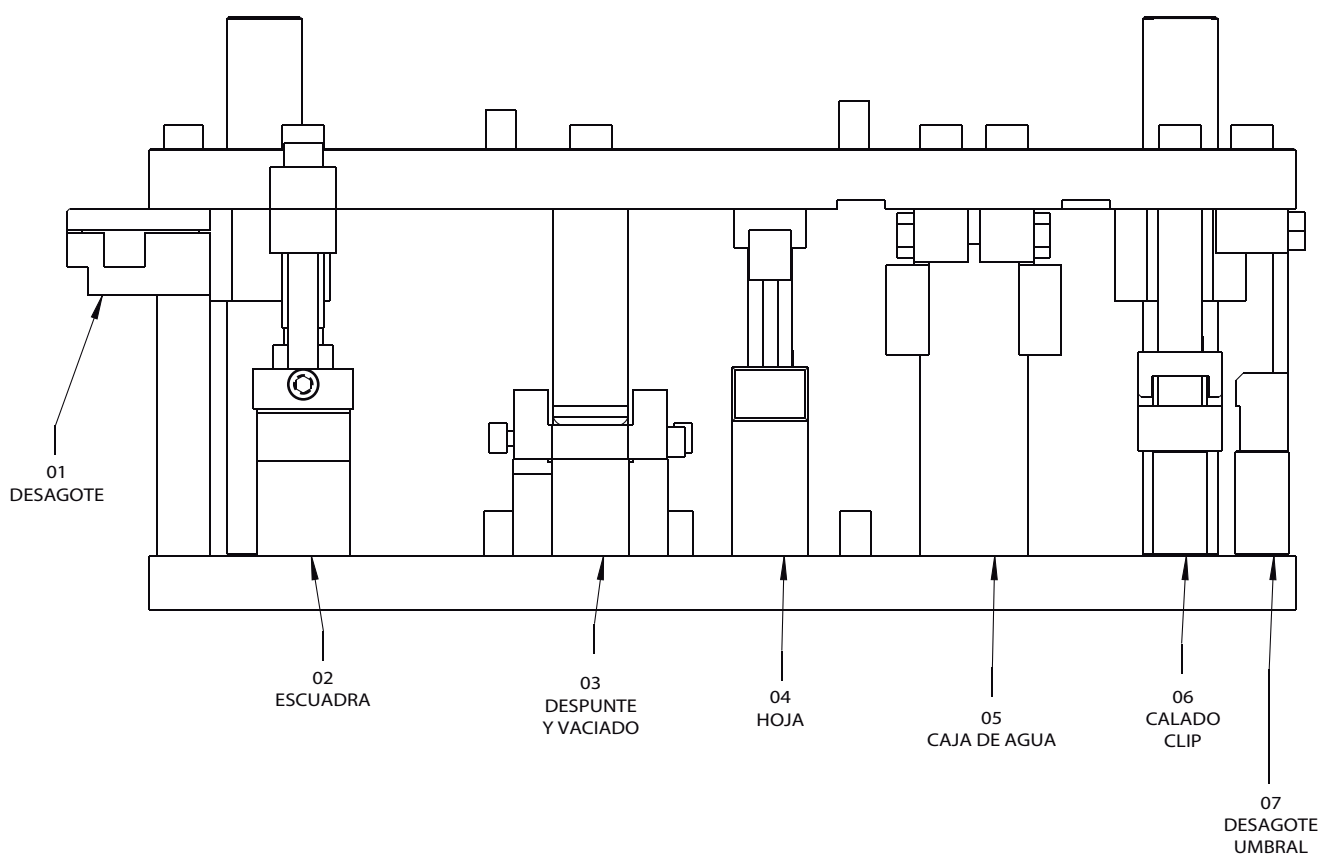 01
DESAGOTE
02
ESCUADRA
03
DESPUNTE
Y VACIADO
04
HOJA
05
CAJA DE AGUA
06
CALADO
CLIP
07
DESAGOTE
UMBRAL